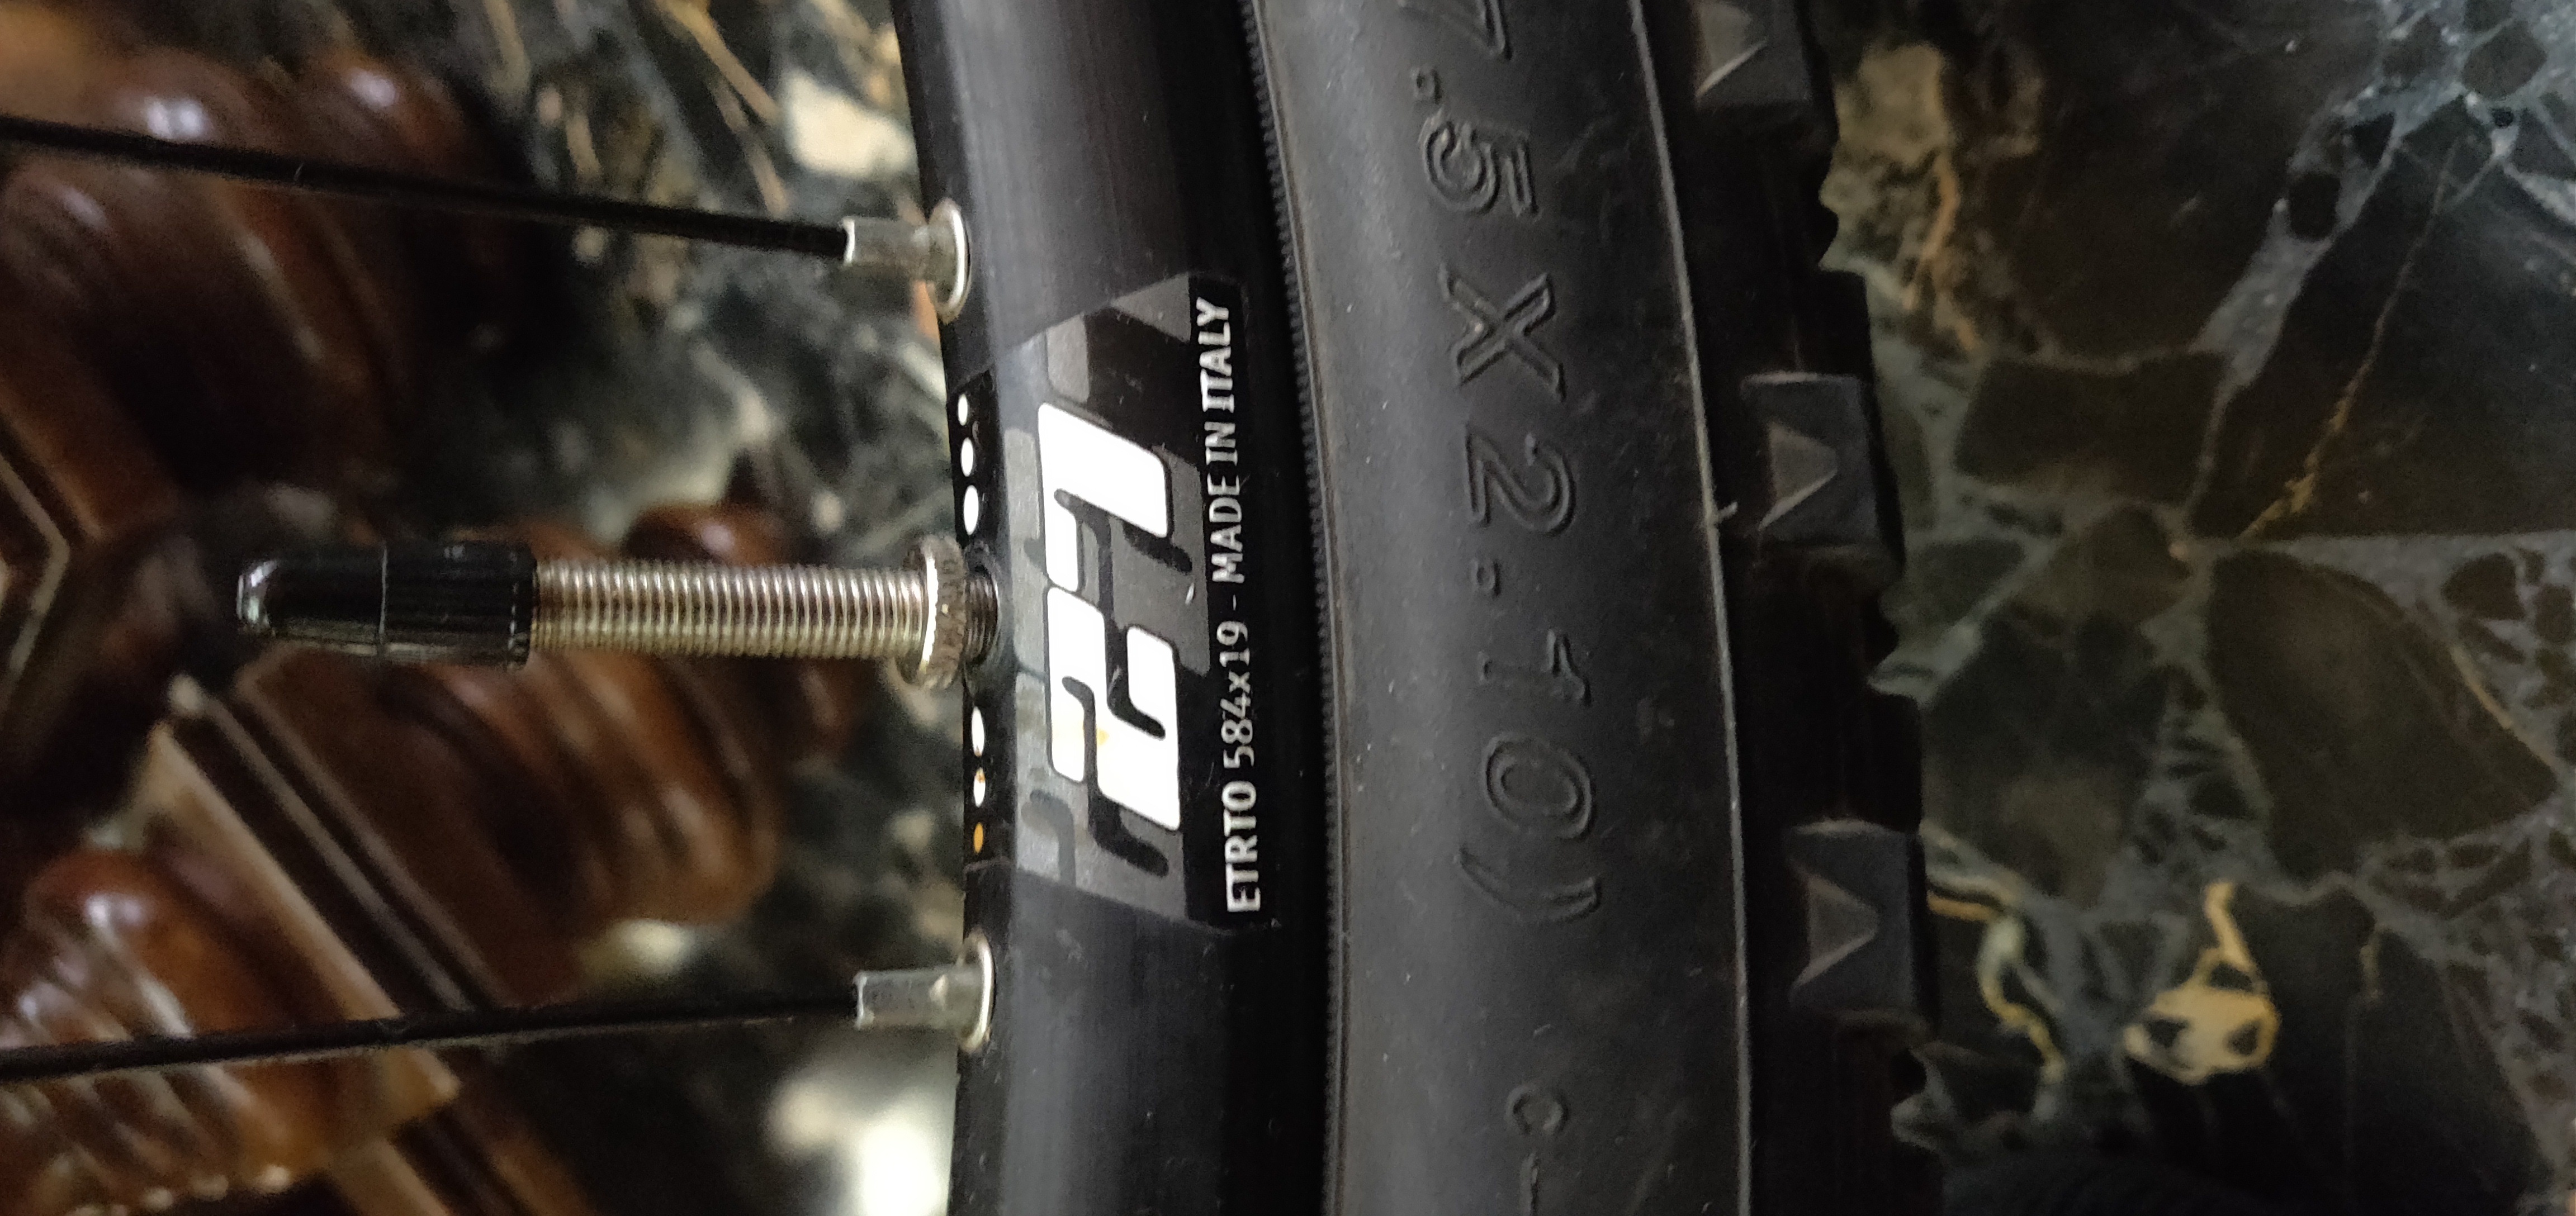 ETRTO 584x19 - MADE IN ITALY
7.5X2.10)